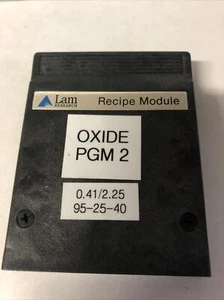 Lam Recipe Module
RESEARCH
OXIDE
PGM 2
0.41/2.25
95-25-40